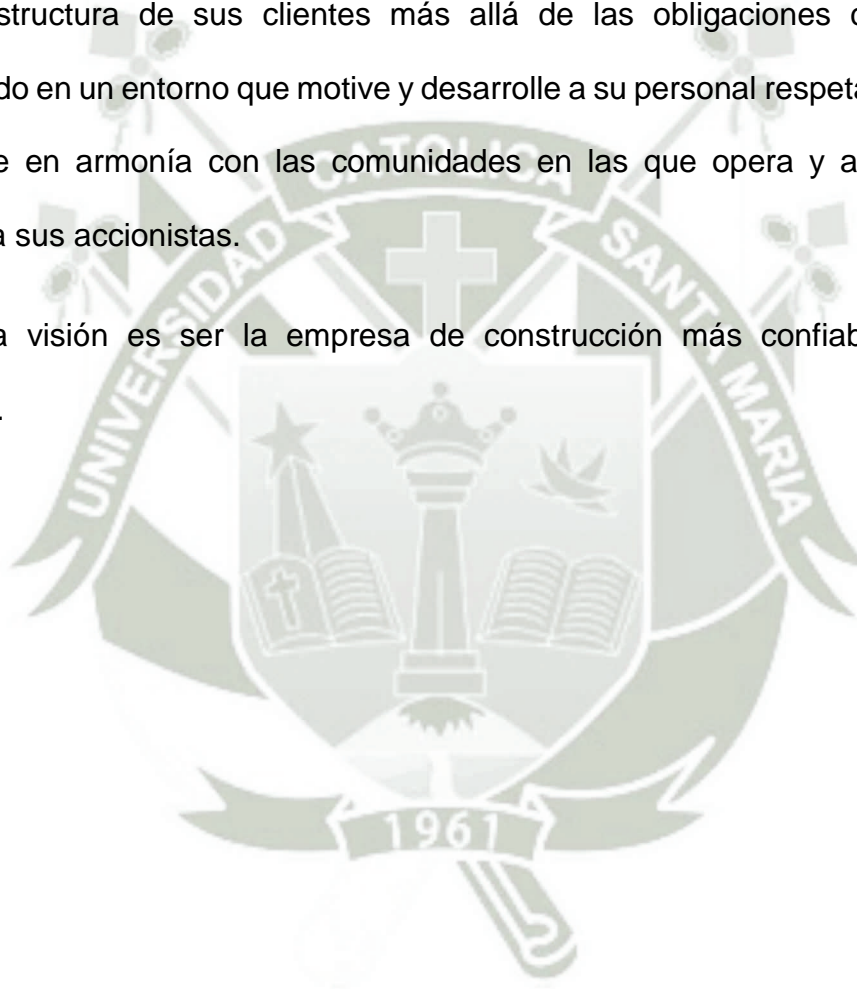 structura de sus clientes más allá de las obligaciones
do en un entorno que motive y desarrolle a su personal
e en armonía con las comunidades en las que opera y
a sus accionistas.
a visión es ser la empresa de construcción más
UNIVERSIDAD CATOLICA SANTA MARIA
1961